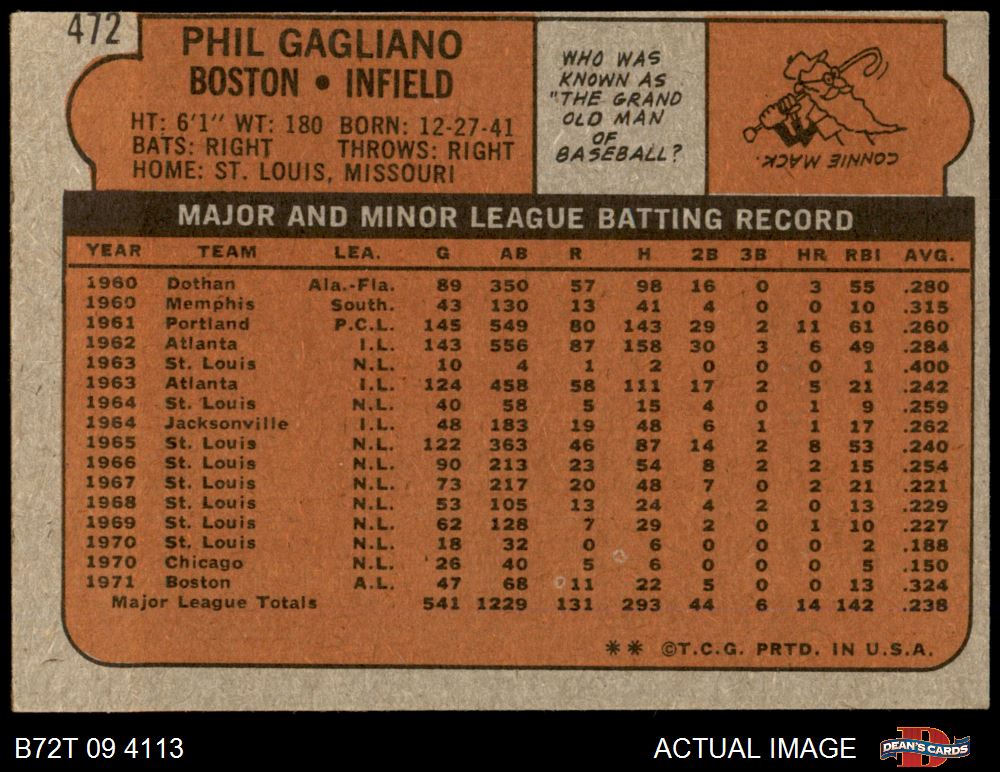 472
PHIL GAGLIANO
BOSTON • INFIELD
HT: 6'1" WT: 180 BORN: 12-27-41
BATS: RIGHT THROWS: RIGHT
HOME: ST. LOUIS, MISSOURI
WHO WAS
KNOWN AS
"THE GRAND
OLD MAN
OF
BASEBALL?
CONNIE MACK.
MAJOR AND MINOR LEAGUE BATTING RECORD
YEAR TEAM LEA. G AB R H 2B 3B HR RBI AVG.
1960 Dothan Ala.-Fla. 89 350 57 98 16 0 3 55 .280
1960 Memphis South. 43 130 13 41 4 0 0 10 .315
1961 Portland P.C.L. 145 549 80 143 29 2 11 61 .260
1962 Atlanta I.L. 143 556 87 158 30 3 6 49 .284
1963 St. Louis N.L. 10 4 1 2 0 0 0 1 .400
1963 Atlanta I.L. 124 458 58 111 17 2 5 21 .242
1964 St. Louis N.L. 40 58 5 15 4 0 1 9 .259
1964 Jacksonville I.L. 48 183 19 48 6 1 1 17 .262
1965 St. Louis N.L. 122 363 46 87 14 2 8 53 .240
1966 St. Louis N.L. 90 213 23 54 8 2 2 15 .254
1967 St. Louis N.L. 73 217 20 48 7 0 2 21 .221
1968 St. Louis N.L. 53 105 13 24 4 2 0 13 .229
1969 St. Louis N.L. 62 128 7 29 2 0 1 10 .227
1970 St. Louis N.L. 18 32 0 6 0 0 0 2 .188
1970 Chicago N.L. 26 40 5 6 0 0 0 5 .150
1971 Boston A.L. 47 68 11 22 5 0 0 13 .324
Major League Totals 541 1229 131 293 44 6 14 142 .238
** ©T.C.G. PRTD. IN U.S.A.
B72T 09 4113
ACTUAL IMAGE
DEAN'S CARDS